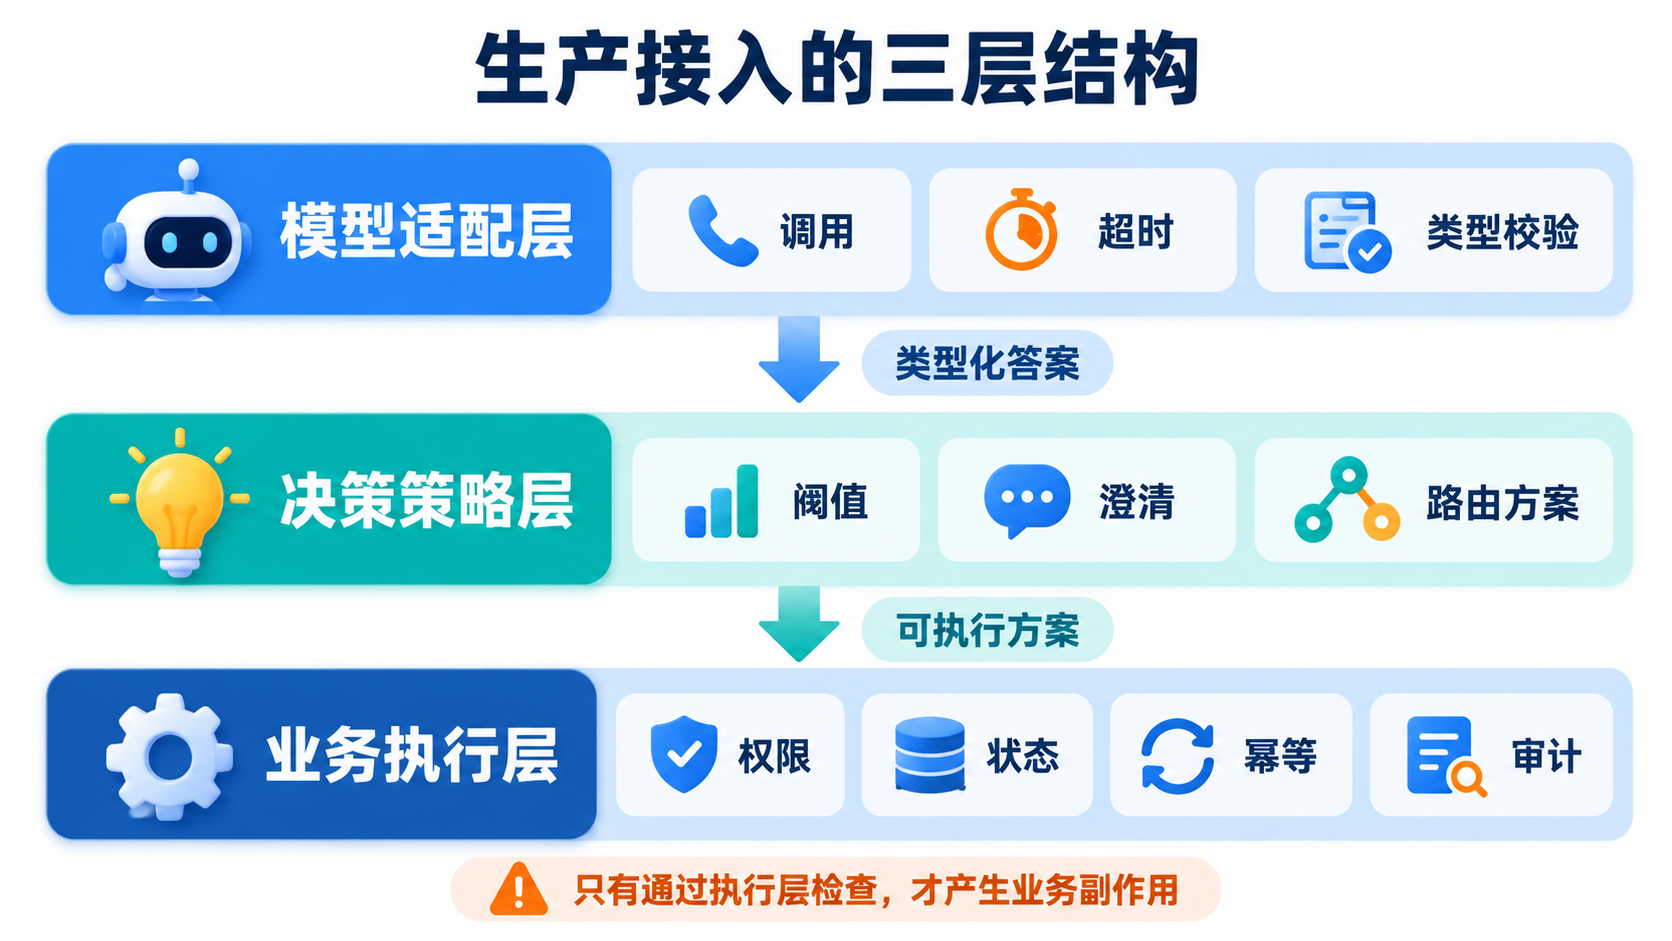 生产接入的三层结构
模型适配层
调用
超时
类型校验
类型化答案
决策策略层
阈值
澄清
路由方案
可执行方案
业务执行层
权限
状态
幂等
审计
只有通过执行层检查，才产生业务副作用